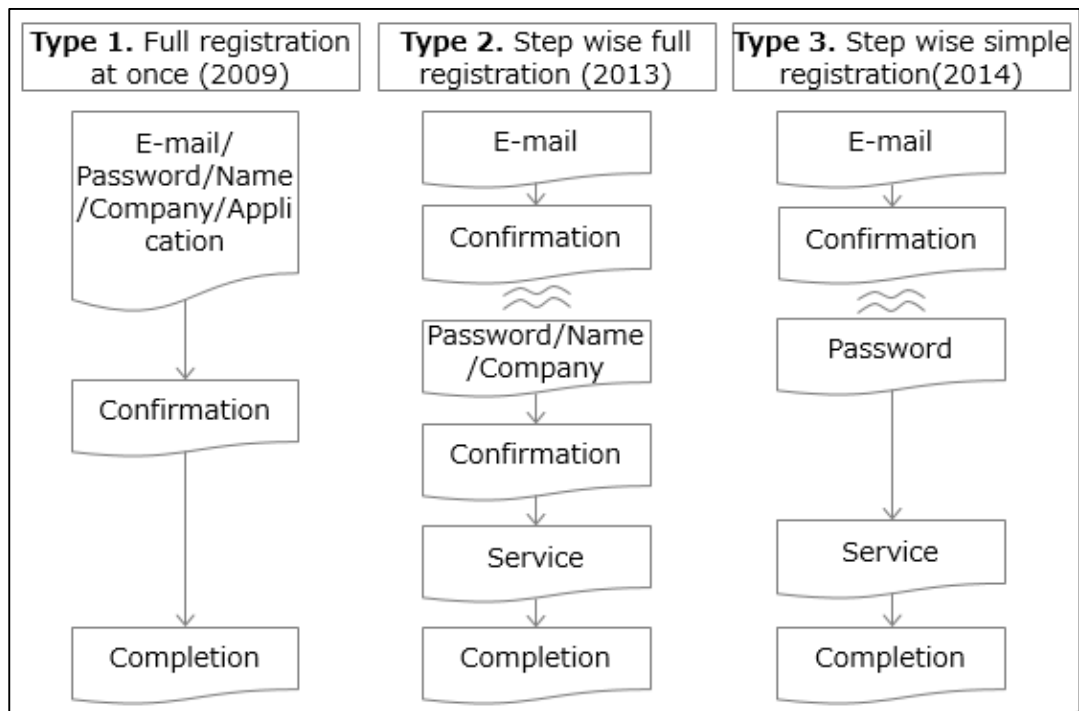 Type 1. Full registration
at once (2009)
E-mail/
Password/Name
/Company/Appli
cation
Confirmation
Completion
Type 2. Step wise full
registration (2013)
E-mail
Confirmation
Password/Name
/Company
Confirmation
Service
Completion
Type 3. Step wise simple
registration(2014)
E-mail
Confirmation
Password
Service
Completion